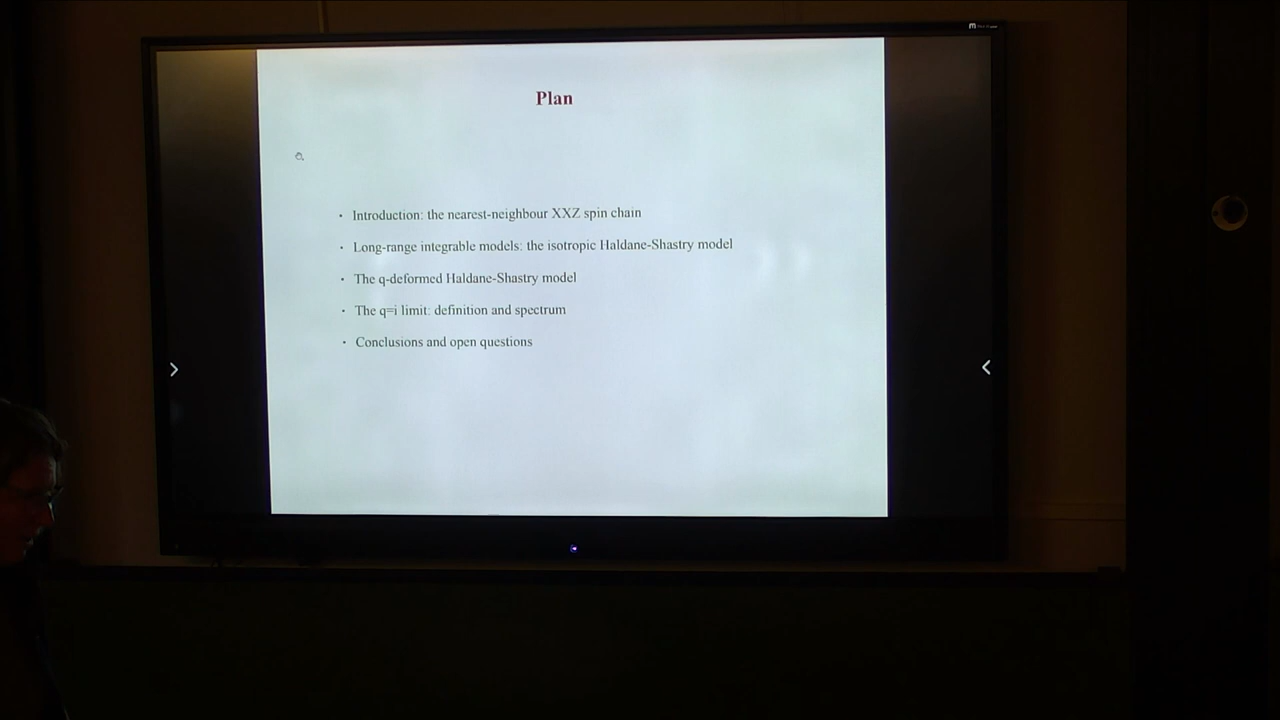 Plan
· Introduction: the nearest-neighbour XXZ spin chain
· Long-range integrable models: the isotropic Haldane-Shastry model
· The q-deformed Haldane-Shastry model
· The q=i limit: definition and spectrum
· Conclusions and open questions